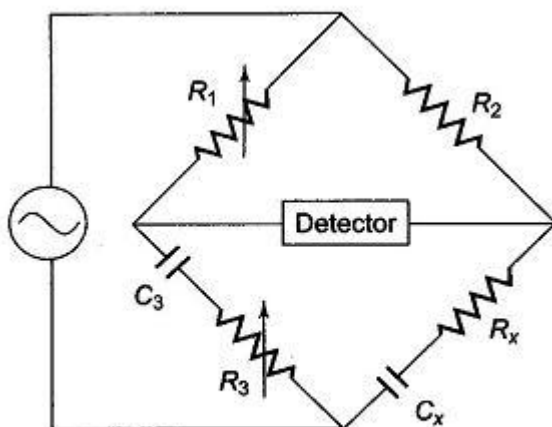 R1
R2
Detector
C3
R3
Rx
Cx